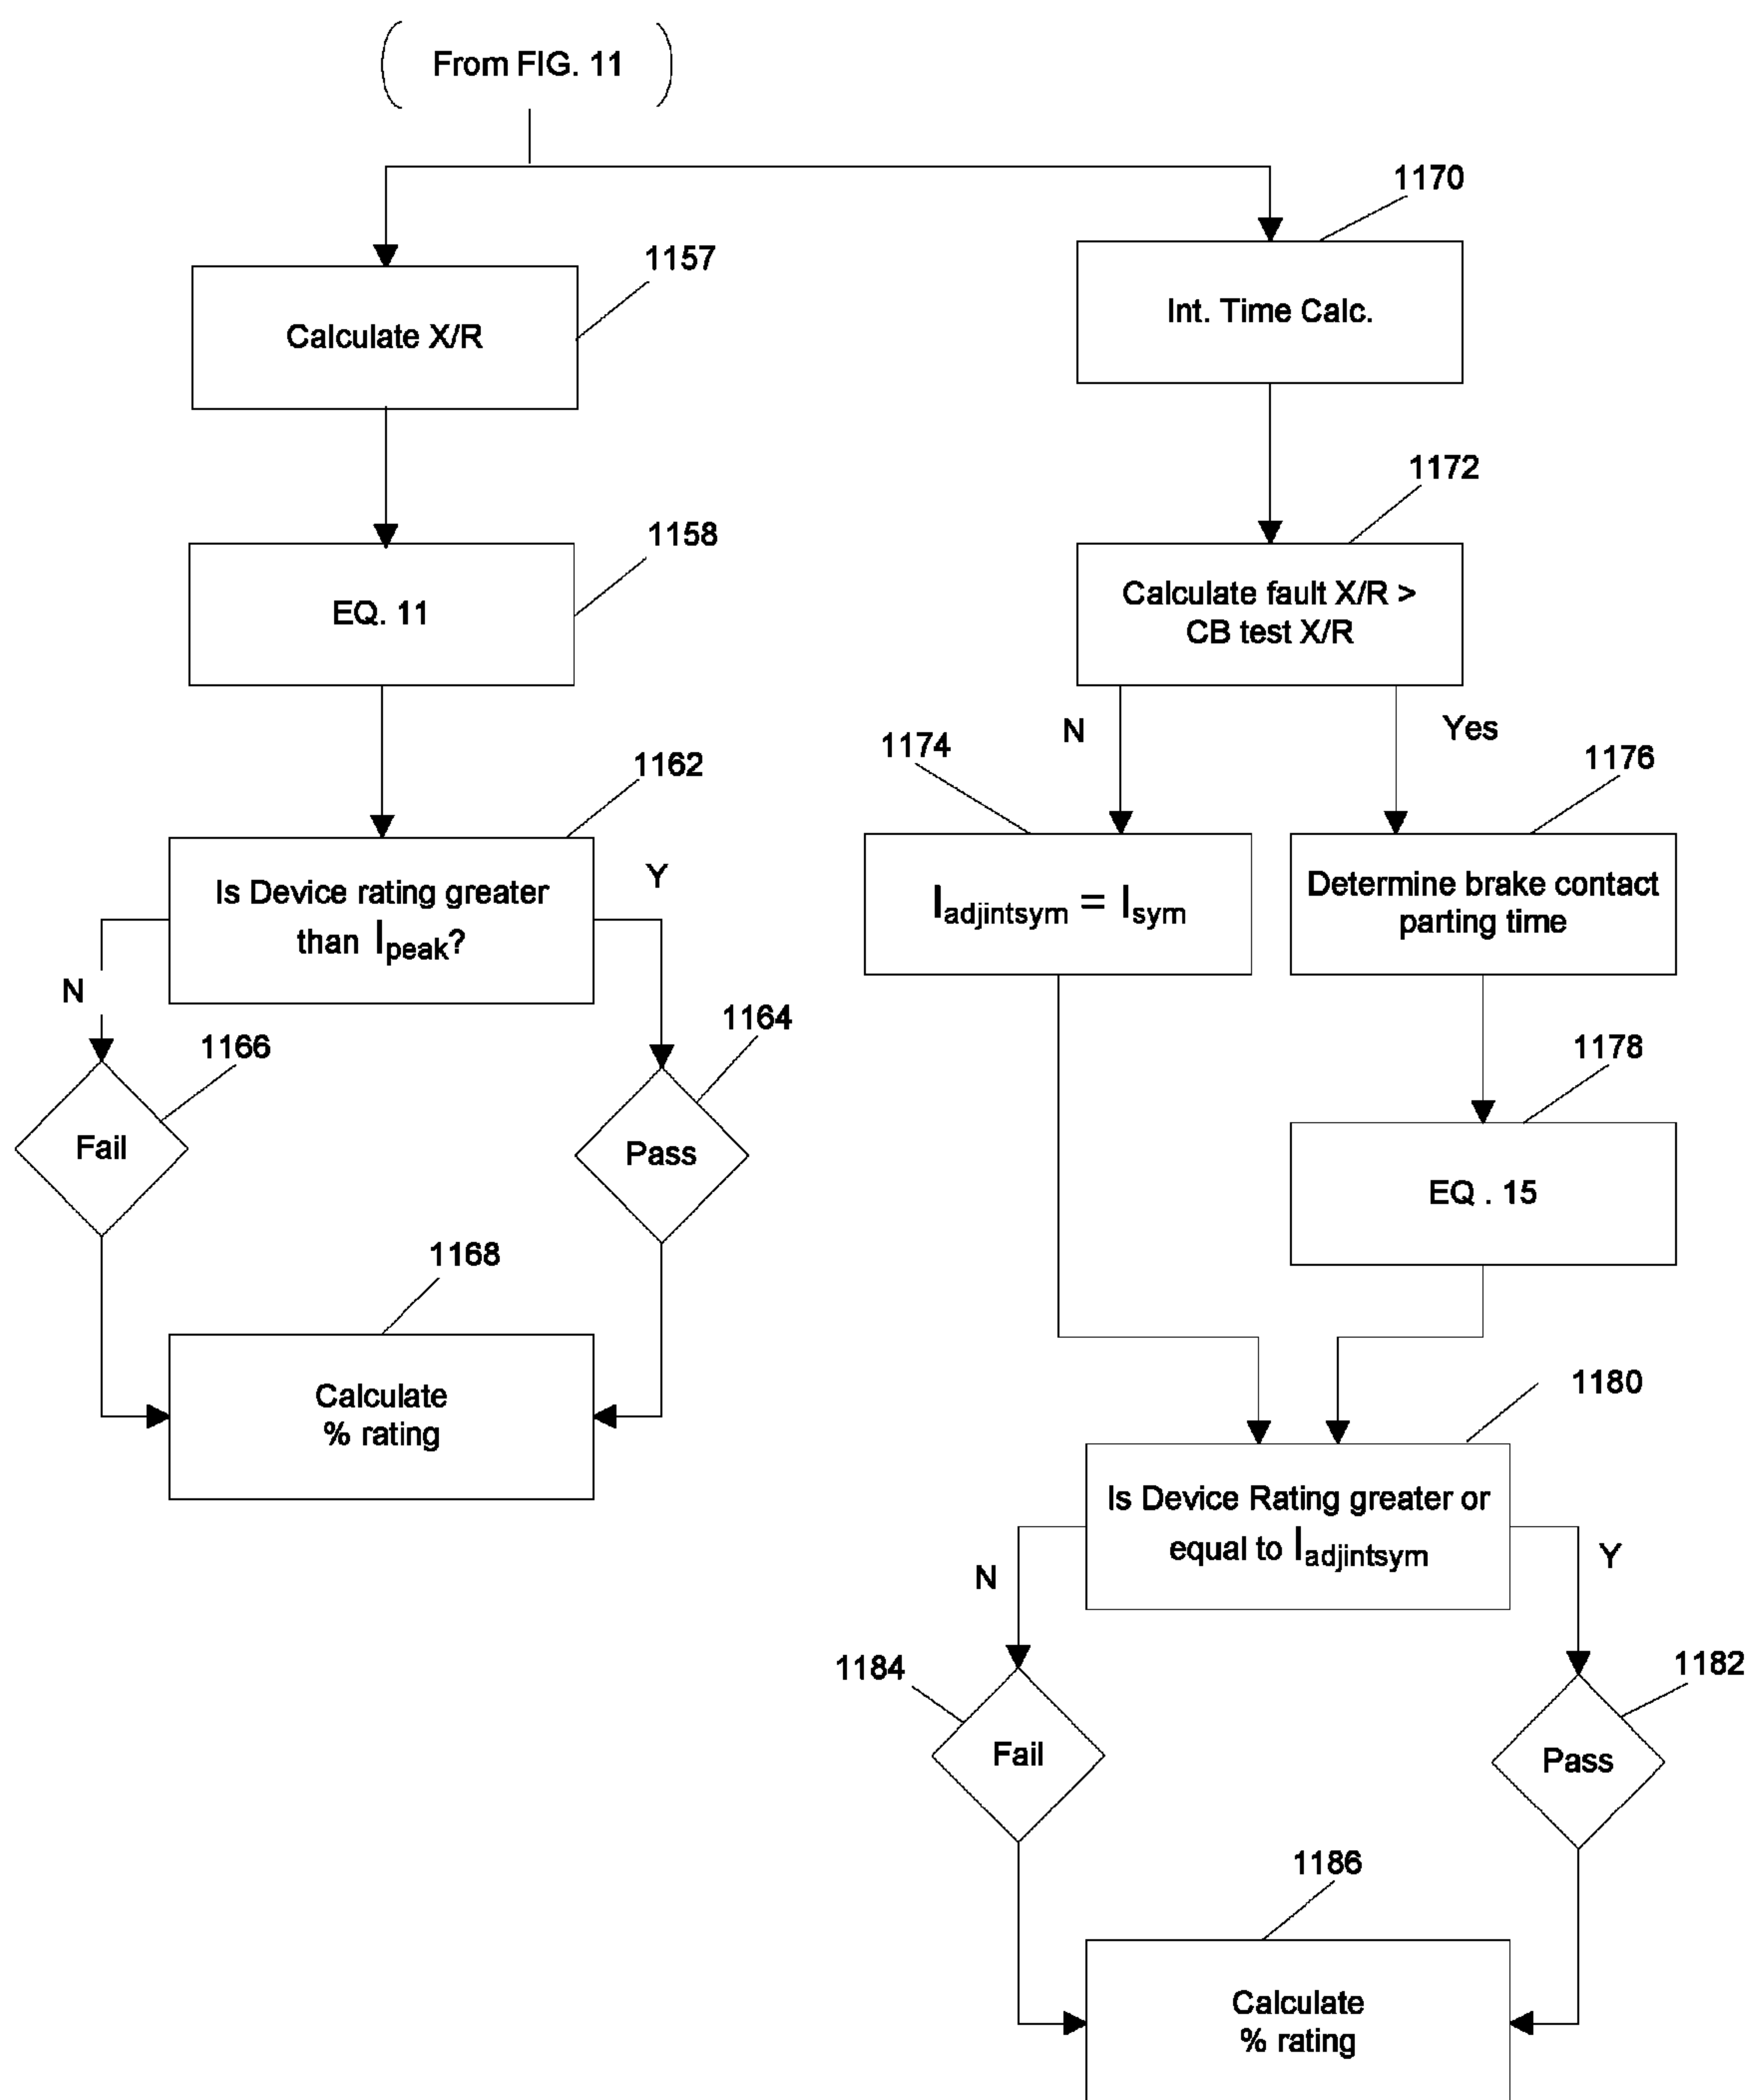 From FIG. 11
1157
Calculate X/R
1158
EQ. 11
1162
Is Device rating greater
than Ipeak?
N
Y
1166
1164
Fail
Pass
1168
Calculate
% rating
1170
Int. Time Calc.
1172
Calculate fault X/R >
CB test X/R
N
Yes
1174
1176
Iadjintsym = Isym
Determine brake contact
parting time
1178
EQ . 15
1180
Is Device Rating greater or
equal to Iadjintsym
N
Y
1184
1182
Fail
Pass
1186
Calculate
% rating